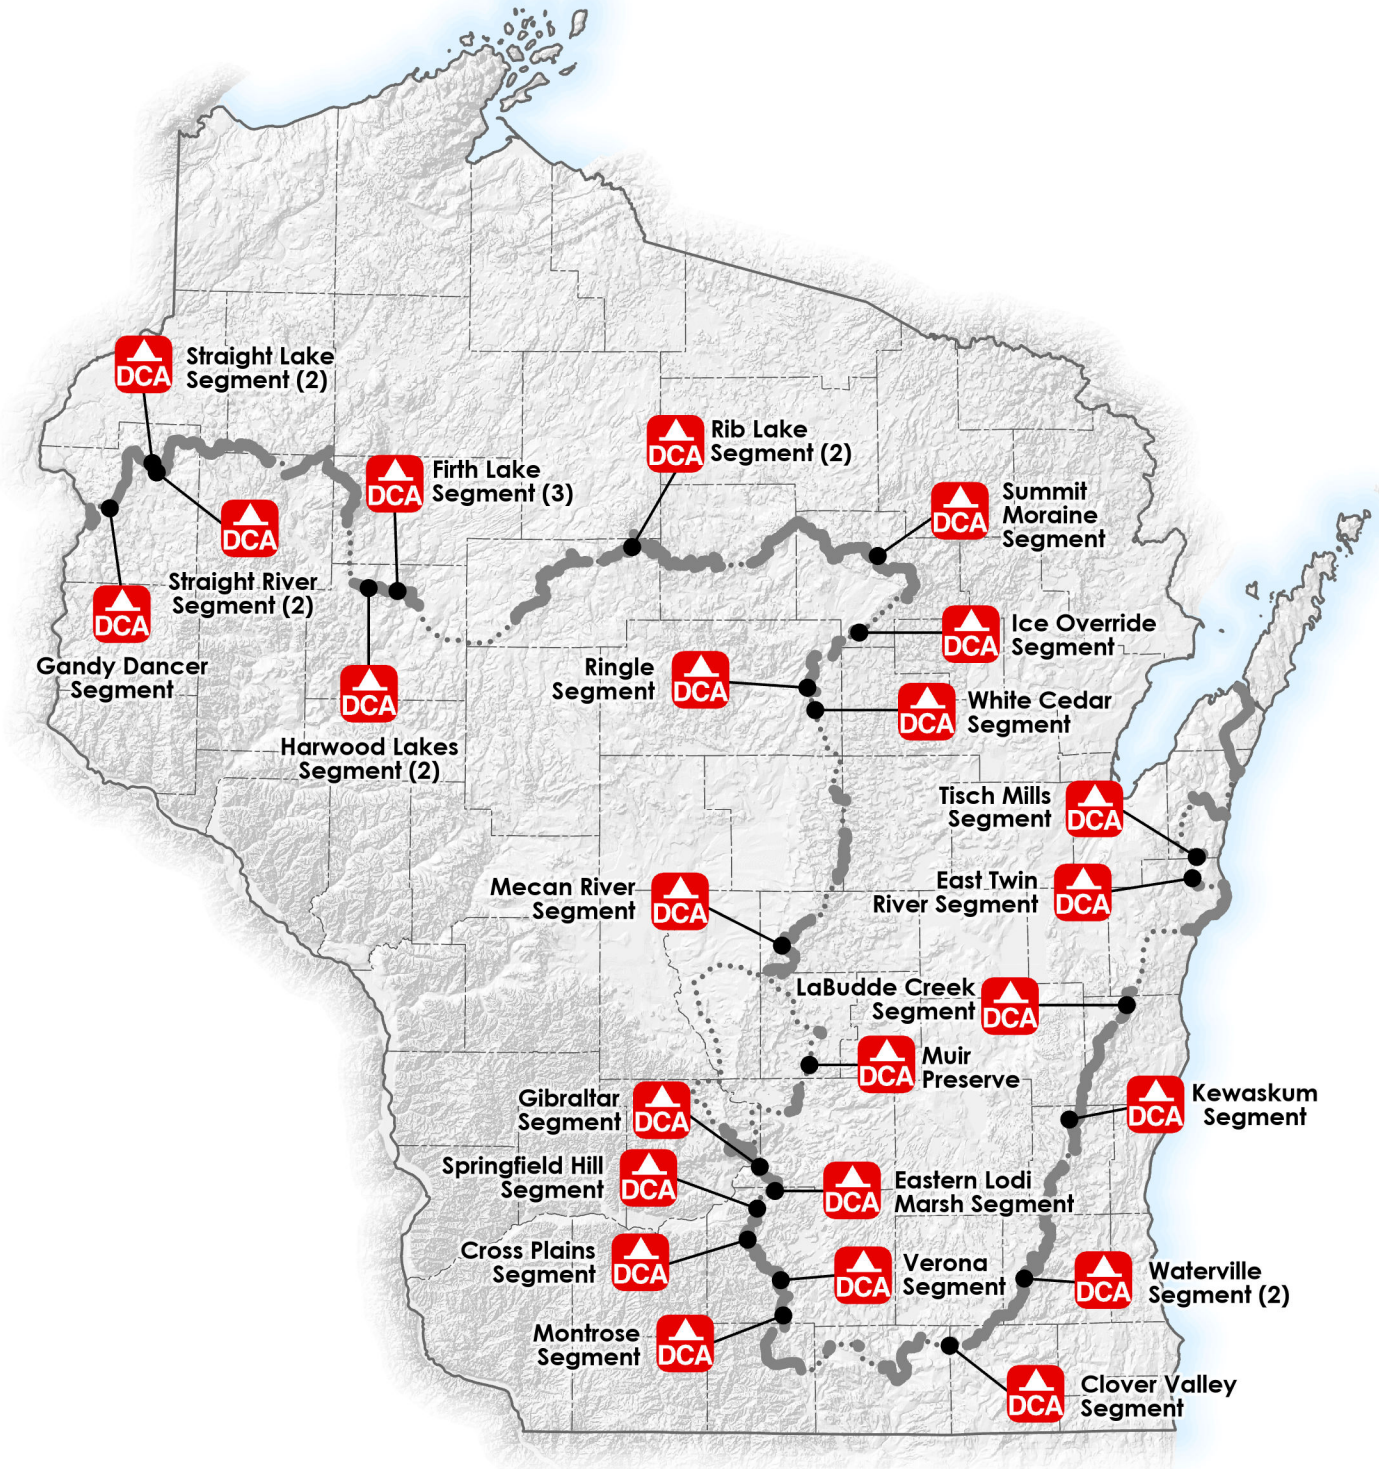 DCA
Straight Lake
Segment (2)
DCA
Rib Lake
Segment (2)
DCA
Firth Lake
Segment (3)
DCA
Summit
Moraine
Segment
DCA
Straight River
Segment (2)
DCA
Gandy Dancer
Segment
DCA
Ice Override
Segment
Ringle
Segment
DCA
DCA
White Cedar
Segment
DCA
Harwood Lakes
Segment (2)
Tisch Mills
Segment
DCA
East Twin
River Segment
DCA
Mecan River
Segment
DCA
LaBudde Creek
Segment
DCA
DCA
Muir
Preserve
DCA
Kewaskum
Segment
Gibraltar
Segment
DCA
Springfield Hill
Segment
DCA
DCA
Eastern Lodi
Marsh Segment
Cross Plains
Segment
DCA
DCA
Verona
Segment
DCA
Waterville
Segment (2)
Montrose
Segment
DCA
DCA
Clover Valley
Segment